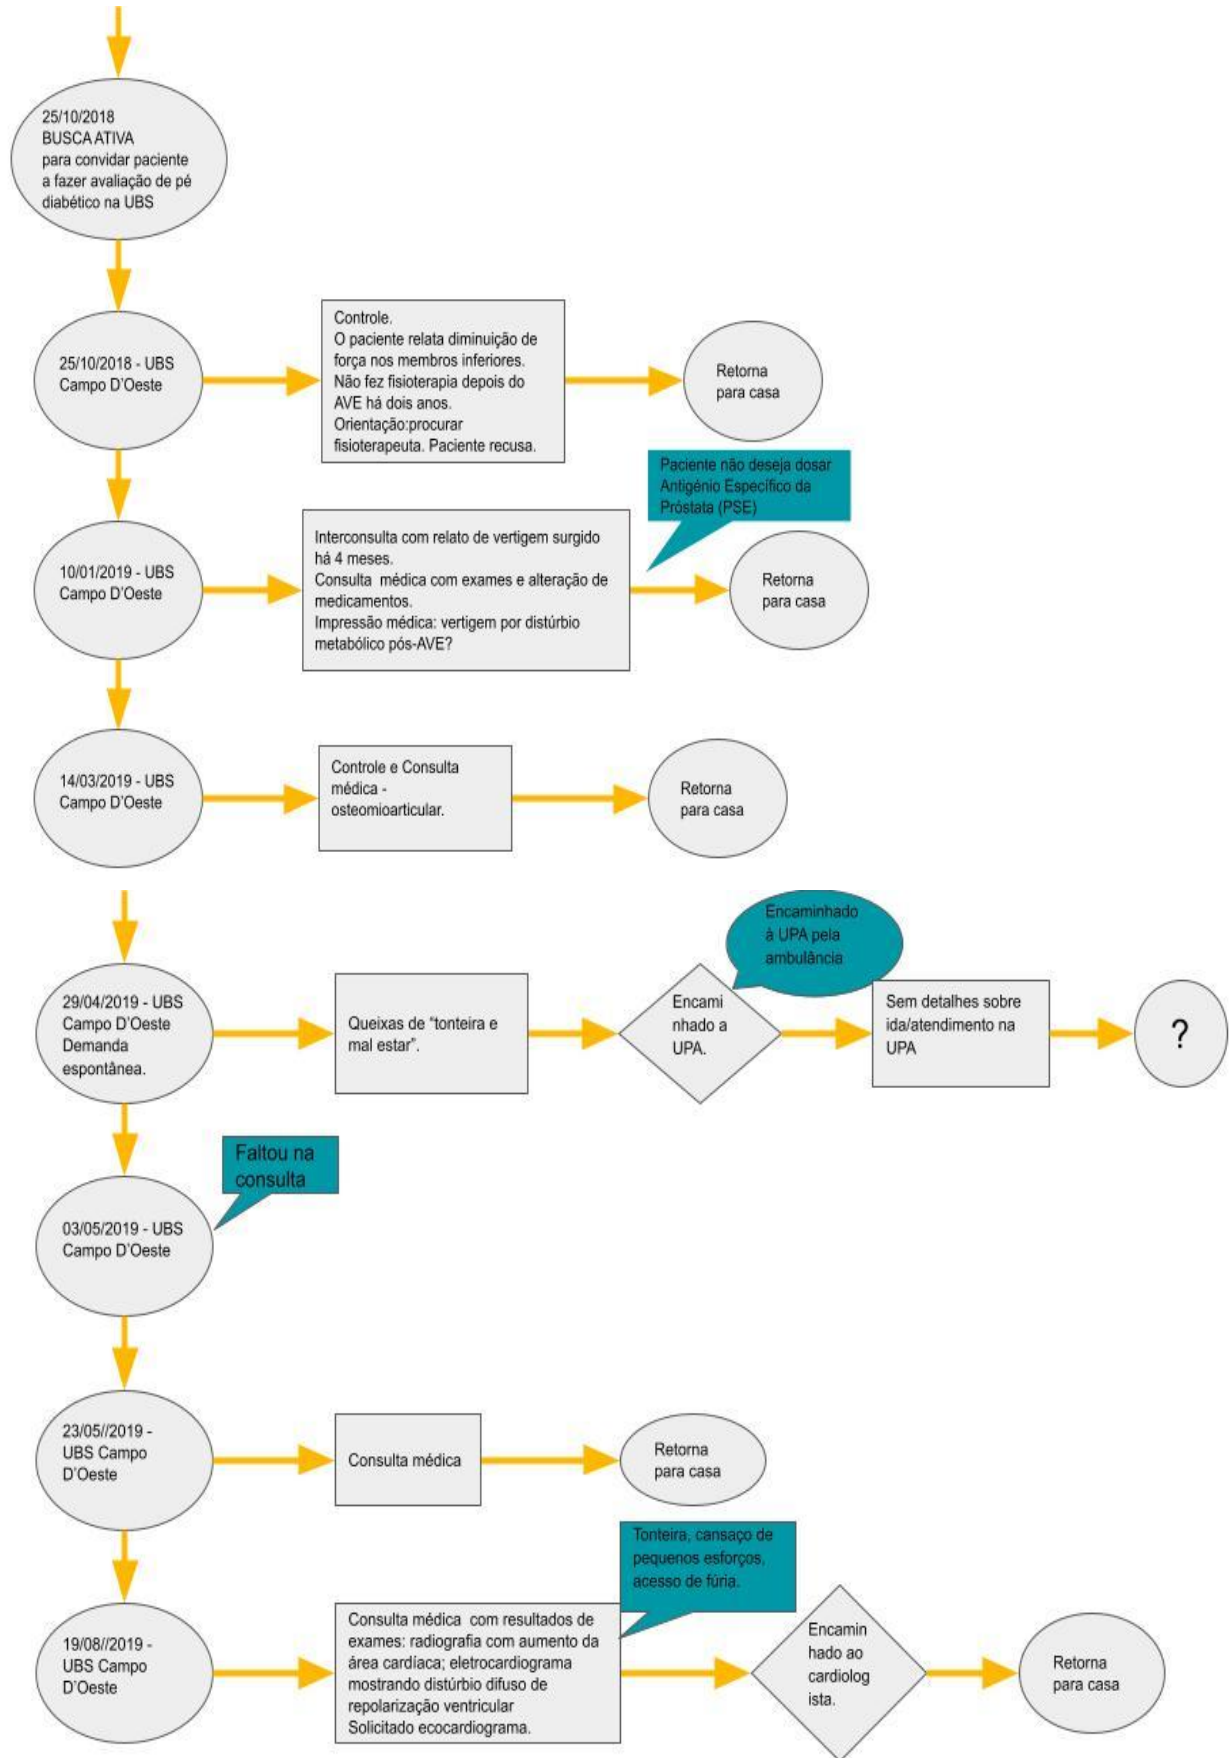 25/10/2018
BUSCA ATIVA
para convidar paciente
a fazer avaliação de pé
diabético na UBS
25/10/2018 - UBS
Campo D'Oeste
Controle.
O paciente relata diminuição de
força nos membros inferiores.
Não fez fisioterapia depois do
AVE há dois anos.
Orientação:procurar
fisioterapeuta. Paciente recusa.
Retorna
para casa
10/01/2019 - UBS
Campo D'Oeste
Interconsulta com relato de vertigem surgido
há 4 meses.
Consulta médica com exames e alteração de
medicamentos.
Impressão médica: vertigem por distúrbio
metabólico pós-AVE?
Paciente não deseja dosar
Antigénio Específico da
Próstata (PSE)
Retorna
para casa
14/03/2019 - UBS
Campo D'Oeste
Controle e Consulta
médica -
osteomioarticular.
Retorna
para casa
29/04/2019 - UBS
Campo D'Oeste
Demanda
espontânea.
Queixas de "tonteira e
mal estar".
Encami
nhado a
UPA.
Encaminhado
à UPA pela
ambulância
Sem detalhes sobre
ida/atendimento na
UPA
?
03/05/2019 - UBS
Campo D'Oeste
Faltou na
consulta
23/05//2019 -
UBS Campo
D'Oeste
Consulta médica
Retorna
para casa
19/08//2019 -
UBS Campo
D'Oeste
Consulta médica com resultados de
exames: radiografia com aumento da
área cardíaca; eletrocardiograma
mostrando distúrbio difuso de
repolarização ventricular
Solicitado ecocardiograma.
Tonteira, cansaço de
pequenos esforços,
acesso de fúria.
Encamin
hado ao
cardiolog
ista.
Retorna
para casa